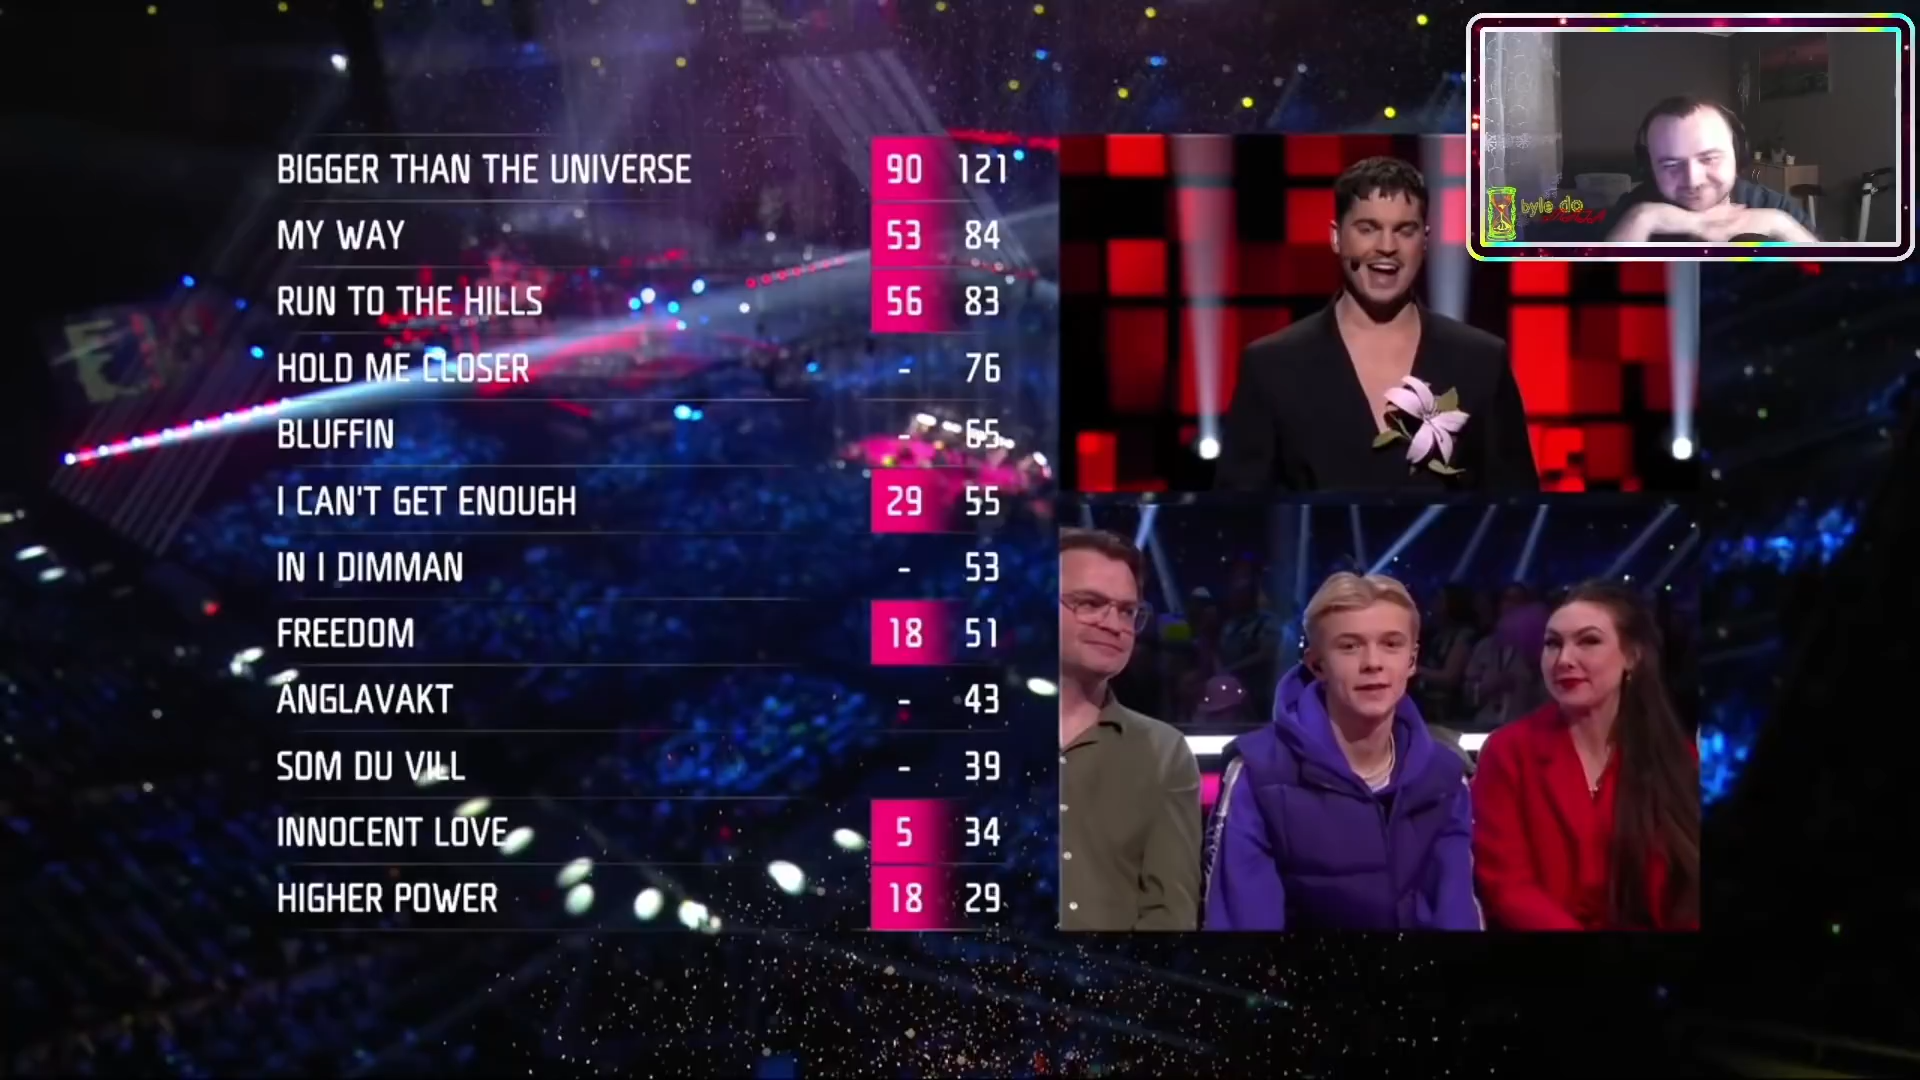 BIGGER THAN THE UNIVERSE 90 121
MY WAY 53 84
RUN TO THE HILLS 56 83
HOLD ME CLOSER - 76
BLUFFIN - 65
I CAN'T GET ENOUGH 29 55
IN I DIMMAN - 53
FREEDOM 18 51
ÄNGLAVAKT - 43
SOM DU VILL - 39
INNOCENT LOVE 5 34
HIGHER POWER 18 29
byle do